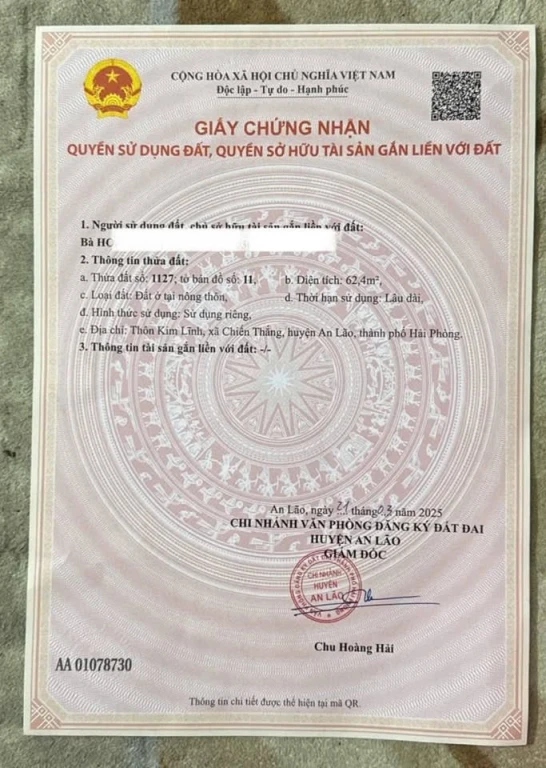 CỘNG HÒA XÃ HỘI CHỦ NGHĨA VIỆT NAM
Độc lập - Tự do - Hạnh phúc
GIẤY CHỨNG NHẬN
QUYỀN SỬ DỤNG ĐẤT, QUYỀN SỞ HỮU TÀI SẢN GẮN LIỀN VỚI ĐẤT
1. Người sử dụng đất, chủ sở hữu tài sản gắn liền với đất:
Bà
2. Thông tin thửa đất:
a. Thửa đất số: 1127; tờ bản đồ số: 11, b. Diện tích: 62,4m²,
c. Loại đất: Đất ở tại nông thôn, d. Thời hạn sử dụng: Lâu dài,
đ. Hình thức sử dụng: Sử dụng riêng,
e. Địa chỉ: Thôn Kim Lĩnh, xã Chiến Thắng, huyện An Lão, thành phố Hải Phòng.
3. Thông tin tài sản gắn liền với đất: -/-
An Lão, ngày 21 tháng 03 năm 2025
CHI NHÁNH VĂN PHÒNG ĐĂNG KÝ ĐẤT ĐAI
HUYỆN AN LÃO
GIÁM ĐỐC
CHI NHÁNH
HUYỆN
AN LÃO
Chu Hoàng Hải
AA 01078730
Thông tin chi tiết được thể hiện tại mã QR.